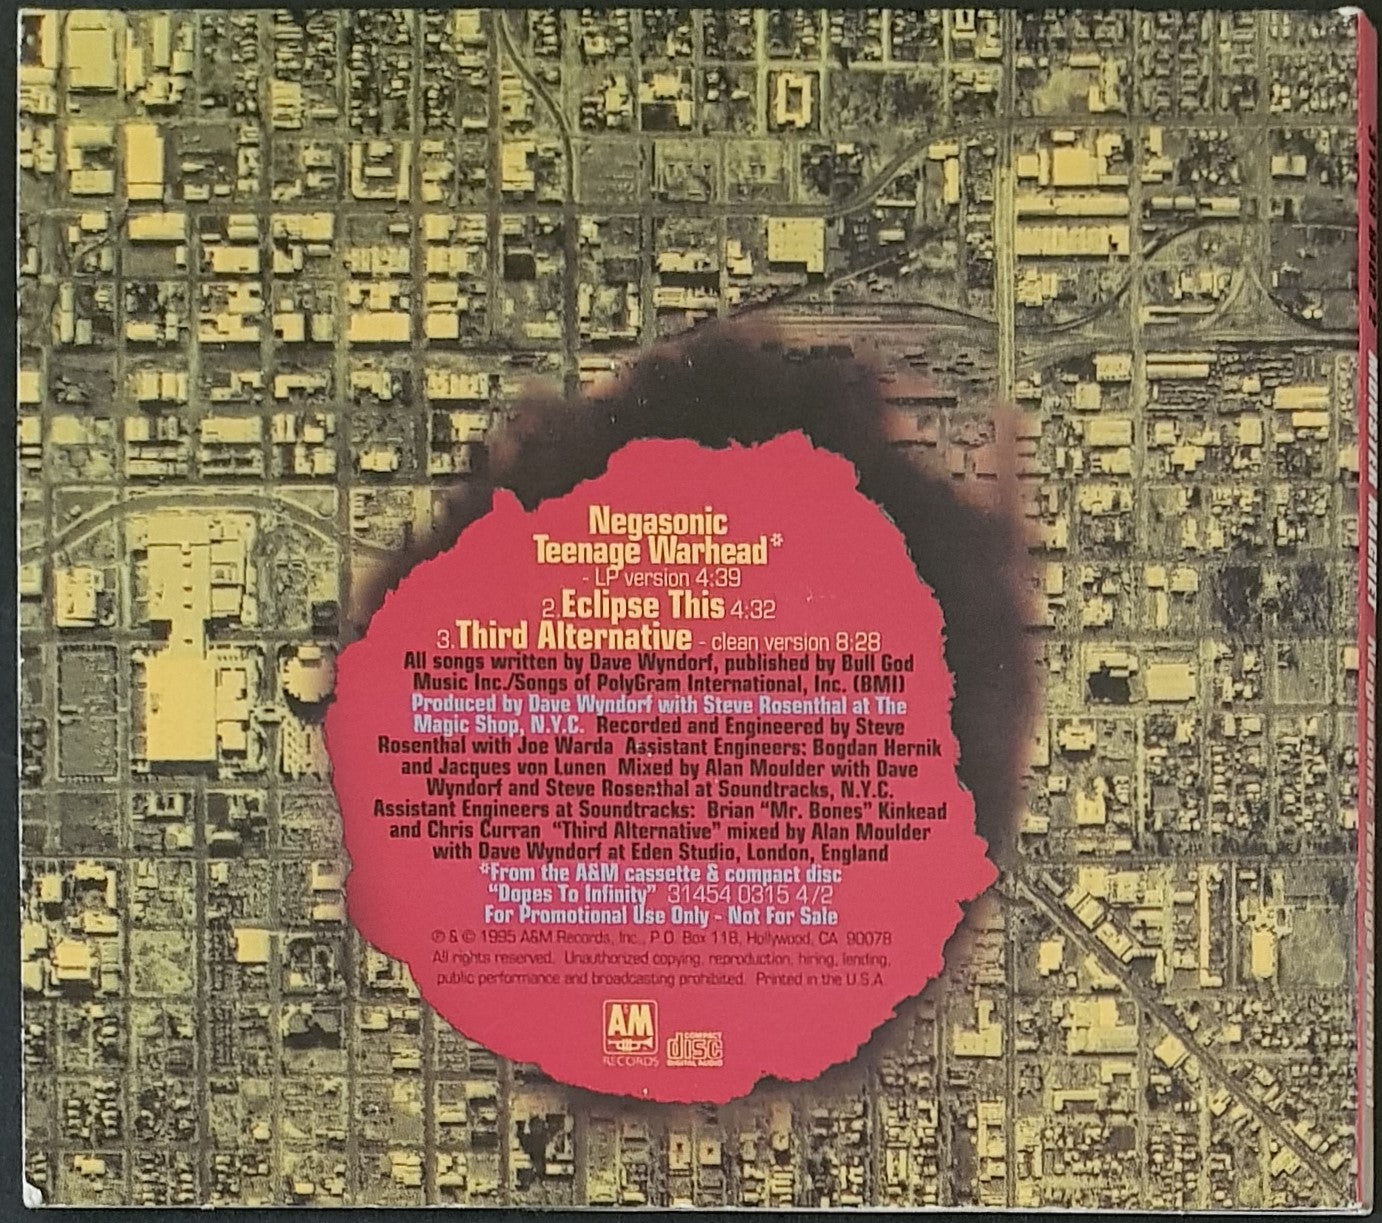 Negasonic
Teenage Warhead*
- LP version 4:39
2. Eclipse This 4:32
3. Third Alternative - clean version 8:28
All songs written by Dave Wyndorf, published by Bull God
Music Inc./Songs of PolyGram International, Inc. (BMI)
Produced by Dave Wyndorf with Steve Rosenthal at The
Magic Shop, N.Y.C. Recorded and Engineered by Steve
Rosenthal with Joe Warda Assistant Engineers: Bogdan Hernik
and Jacques von Lunen Mixed by Alan Moulder with Dave
Wyndorf and Steve Rosenthal at Soundtracks, N.Y.C.
Assistant Engineers at Soundtracks: Brian "Mr. Bones" Kinkead
and Chris Curran "Third Alternative" mixed by Alan Moulder
with Dave Wyndorf at Eden Studio, London, England
*From the A&M cassette & compact disc
"Dopes To Infinity" 31454 0315 4/2
For Promotional Use Only - Not For Sale
℗ & © 1995 A&M Records, Inc., P.O. Box 118, Hollywood, CA 90078
All rights reserved. Unauthorized copying, reproduction, hiring, lending,
public performance and broadcasting prohibited. Printed in the U.S.A.
A&M
RECORDS
COMPACT
disc
DIGITAL AUDIO